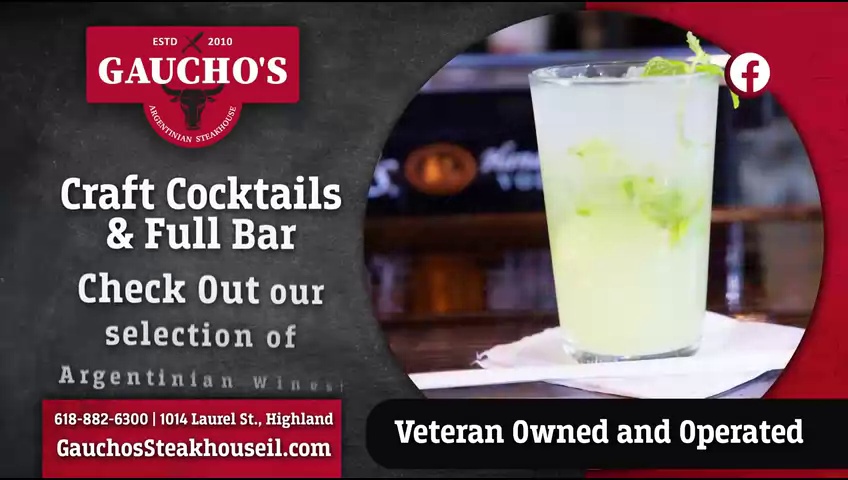 ESTD 2010
GAUCHO'S
ARGENTINIAN STEAKHOUSE
Craft Cocktails
& Full Bar
Check Out our
selection of
Argentinian wines!
618-882-6300 | 1014 Laurel St., Highland
GauchosSteakhouseil.com
Veteran Owned and Operated